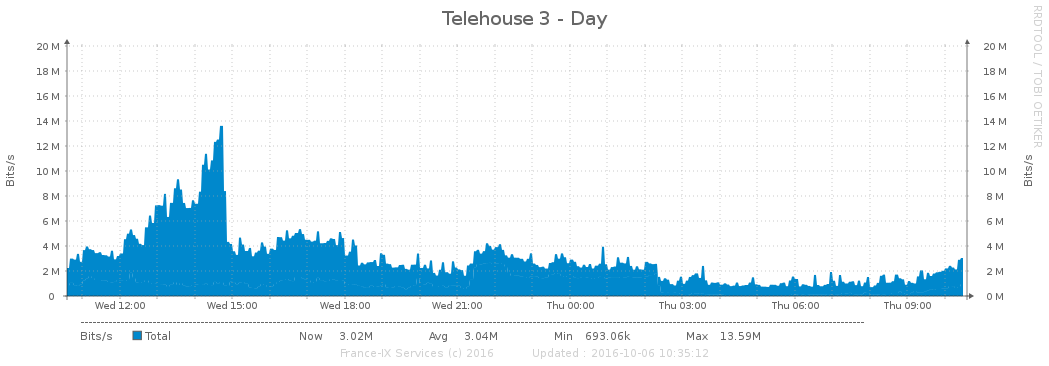 Telehouse 3 - Day
RRDTOOL / TOBI OETIKER
Bits/s
20 M 20 M
18 M 18 M
16 M 16 M
14 M 14 M
12 M 12 M
10 M 10 M
8 M 8 M
6 M 6 M
4 M 4 M
2 M 2 M
0 0 M
Bits/s
Wed 12:00 Wed 15:00 Wed 18:00 Wed 21:00 Thu 00:00 Thu 03:00 Thu 06:00 Thu 09:00
Bits/s Total Now 3.02M Avg 3.04M Min 693.06k Max 13.59M
France-IX Services (c) 2016 Updated : 2016-10-06 10:35:12